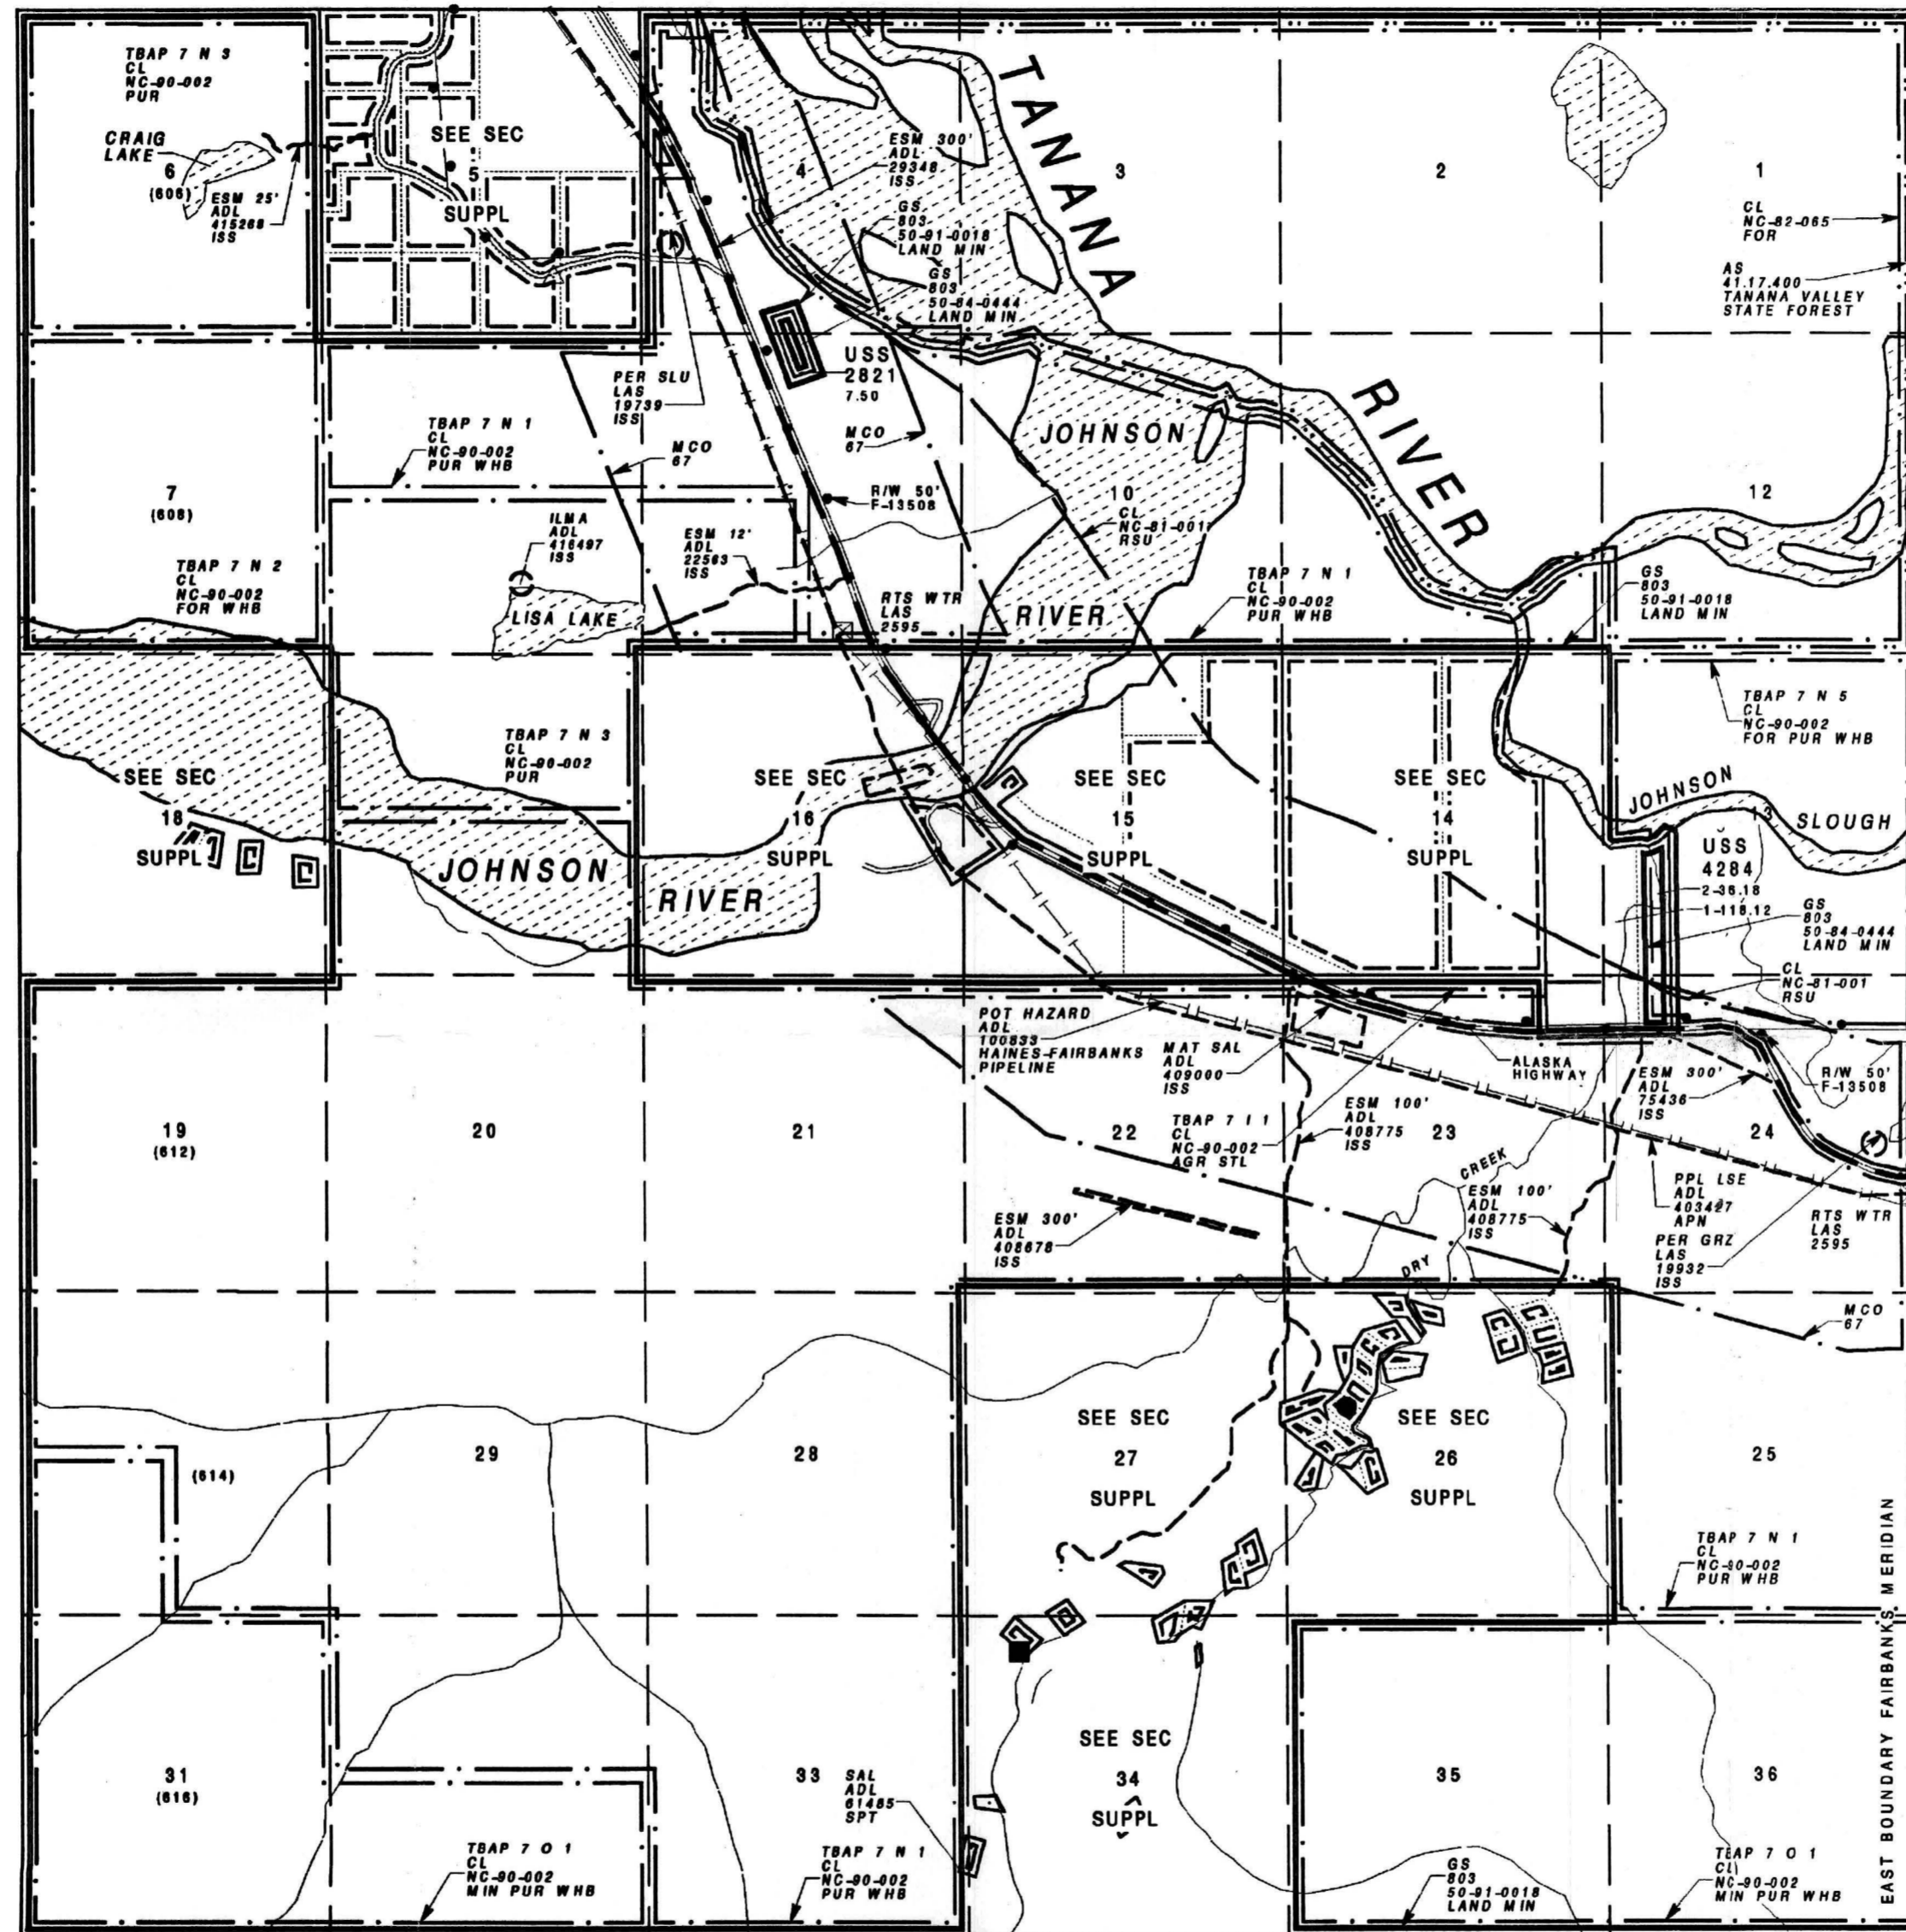 TBAP 7 N 3
CL
NC-90-002
PUR
CRAIG
LAKE
6
(606)
ESM 25'
ADL
415268
ISS
SEE SEC
5
SUPPL
4
ESM 300'
ADL
29348
ISS
GS
803
50-91-0018
LAND MIN
GS
803
50-84-0444
LAND MIN
TANANA
3
2
1
CL
NC-82-065
FOR
AS
41.17.400
TANANA VALLEY
STATE FOREST
USS
2821
7.50
PER SLU
LAS
19739
ISS
TBAP 7 N 1
CL
NC-90-002
PUR WHB
MCO
67
MCO
67
JOHNSON
RIVER
7
(608)
TBAP 7 N 2
CL
NC-90-002
FOR WHB
ILMA
ADL
416497
ISS
ESM 12'
ADL
22563
ISS
R/W 50'
F-13508
10
CL
NC-81-001
RSU
12
LISA LAKE
RTS WTR
LAS
2595
RIVER
TBAP 7 N 1
CL
NC-90-002
PUR WHB
GS
803
50-91-0018
LAND MIN
TBAP 7 N 5
CL
NC-90-002
FOR PUR WHB
TBAP 7 N 3
CL
NC-90-002
PUR
SEE SEC
18
SUPPL
SEE SEC
16
SUPPL
SEE SEC
15
SUPPL
SEE SEC
14
SUPPL
JOHNSON
13
SLOUGH
USS
4284
2-36.18
1-118.12
GS
803
50-84-0444
LAND MIN
CL
NC-81-001
RSU
JOHNSON
RIVER
POT HAZARD
ADL
100833
HAINES-FAIRBANKS
PIPELINE
MAT SAL
ADL
409000
ISS
ALASKA
HIGHWAY
ESM 300'
ADL
75436
ISS
R/W 50'
F-13508
19
(612)
20
21
22
TBAP 7 I 1
CL
NC-90-002
AGR STL
ESM 100'
ADL
408775
ISS
23
24
CREEK
DRY
ESM 100'
ADL
408775
ISS
PPL LSE
ADL
403427
APN
PER GRZ
LAS
19932
ISS
RTS WTR
LAS
2595
ESM 300'
ADL
408678
ISS
MCO
67
(614)
29
28
SEE SEC
27
SUPPL
SEE SEC
26
SUPPL
25
TBAP 7 N 1
CL
NC-90-002
PUR WHB
EAST BOUNDARY FAIRBANKS MERIDIAN
31
(616)
33
SAL
ADL
61485
SPT
SEE SEC
34
SUPPL
35
36
TBAP 7 O 1
CL
NC-90-002
MIN PUR WHB
TBAP 7 N 1
CL
NC-90-002
PUR WHB
GS
803
50-91-0018
LAND MIN
TBAP 7 O 1
CL
NC-90-002
MIN PUR WHB